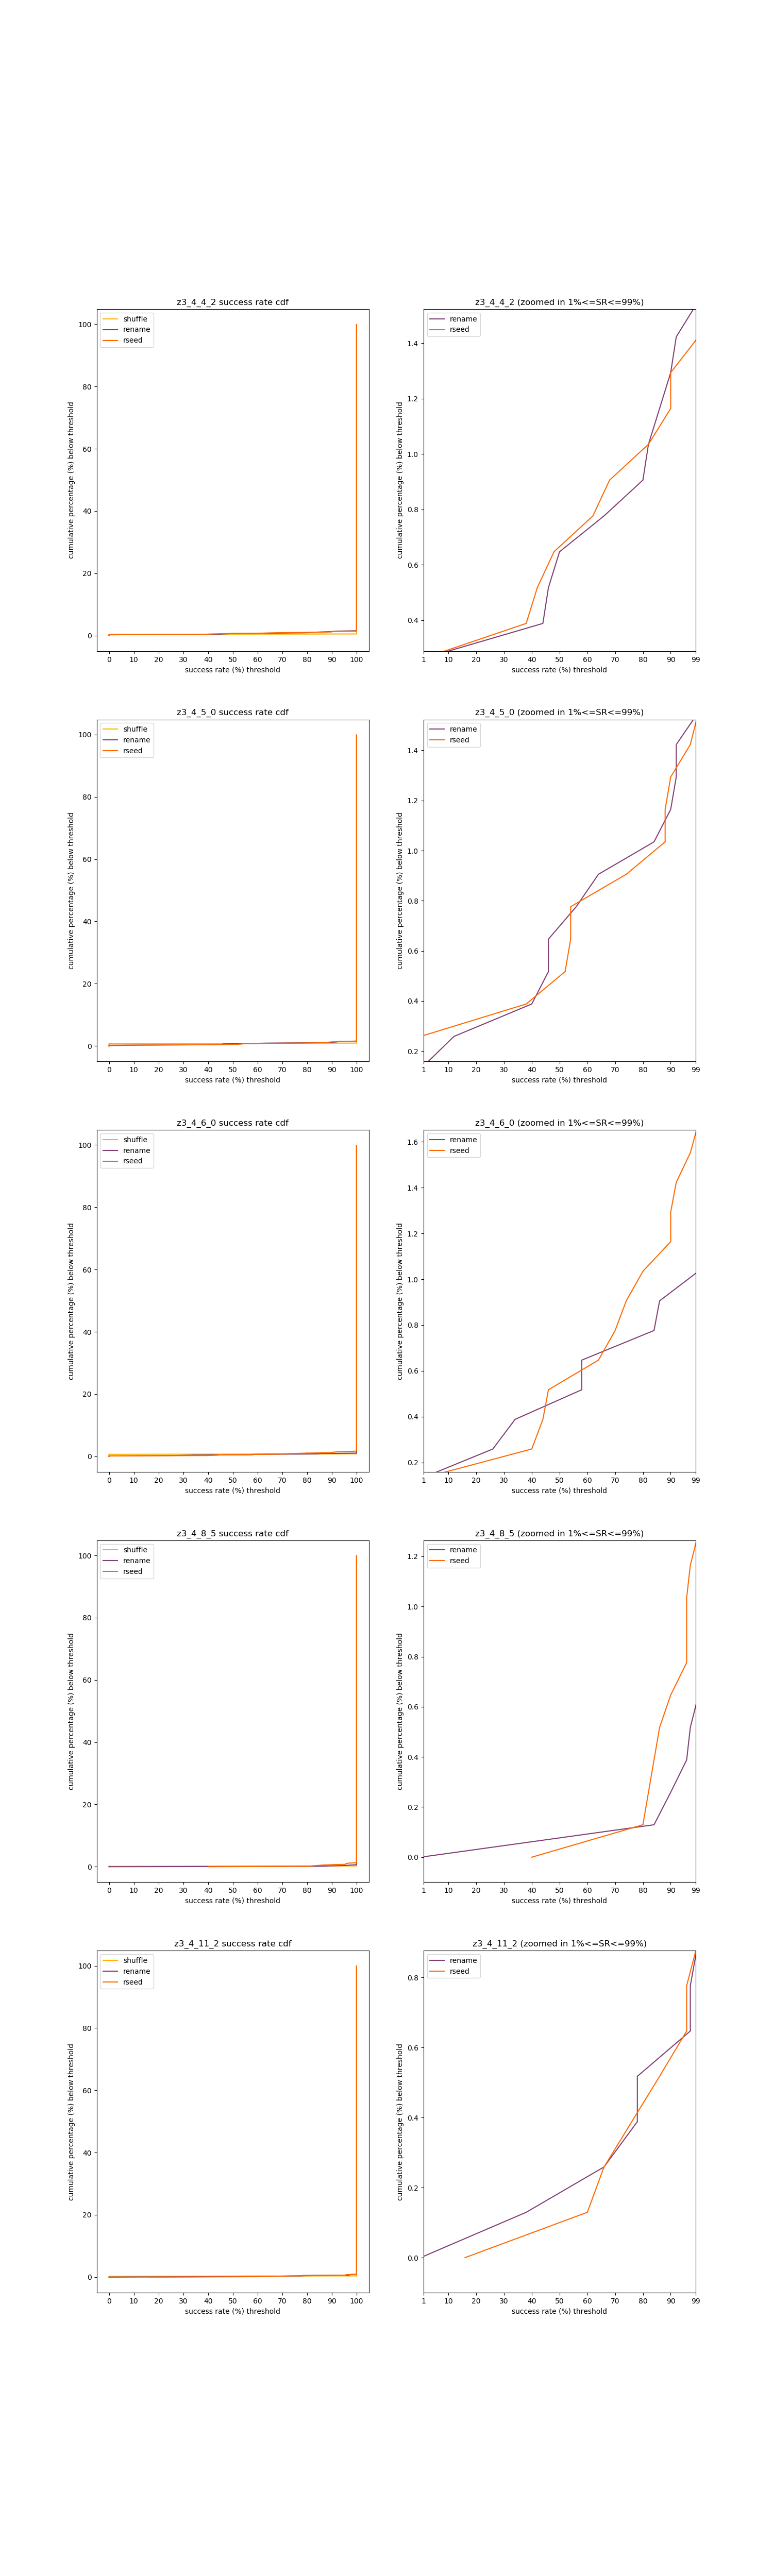 z3_4_4_2 success rate cdf
shuffle
rename
rseed
100
80
60
40
20
0
cumulative percentage (%) below threshold
0 10 20 30 40 50 60 70 80 90 100
success rate (%) threshold
z3_4_4_2 (zoomed in 1%<=SR<=99%)
rename
rseed
1.4
1.2
1.0
0.8
0.6
0.4
cumulative percentage (%) below threshold
1 10 20 30 40 50 60 70 80 90 99
success rate (%) threshold
z3_4_5_0 success rate cdf
shuffle
rename
rseed
100
80
60
40
20
0
cumulative percentage (%) below threshold
0 10 20 30 40 50 60 70 80 90 100
success rate (%) threshold
z3_4_5_0 (zoomed in 1%<=SR<=99%)
rename
rseed
1.4
1.2
1.0
0.8
0.6
0.4
0.2
cumulative percentage (%) below threshold
1 10 20 30 40 50 60 70 80 90 99
success rate (%) threshold
z3_4_6_0 success rate cdf
shuffle
rename
rseed
100
80
60
40
20
0
cumulative percentage (%) below threshold
0 10 20 30 40 50 60 70 80 90 100
success rate (%) threshold
z3_4_6_0 (zoomed in 1%<=SR<=99%)
rename
rseed
1.6
1.4
1.2
1.0
0.8
0.6
0.4
0.2
cumulative percentage (%) below threshold
1 10 20 30 40 50 60 70 80 90 99
success rate (%) threshold
z3_4_8_5 success rate cdf
shuffle
rename
rseed
100
80
60
40
20
0
cumulative percentage (%) below threshold
0 10 20 30 40 50 60 70 80 90 100
success rate (%) threshold
z3_4_8_5 (zoomed in 1%<=SR<=99%)
rename
rseed
1.2
1.0
0.8
0.6
0.4
0.2
0.0
cumulative percentage (%) below threshold
1 10 20 30 40 50 60 70 80 90 99
success rate (%) threshold
z3_4_11_2 success rate cdf
shuffle
rename
rseed
100
80
60
40
20
0
cumulative percentage (%) below threshold
0 10 20 30 40 50 60 70 80 90 100
success rate (%) threshold
z3_4_11_2 (zoomed in 1%<=SR<=99%)
rename
rseed
0.8
0.6
0.4
0.2
0.0
cumulative percentage (%) below threshold
1 10 20 30 40 50 60 70 80 90 99
success rate (%) threshold